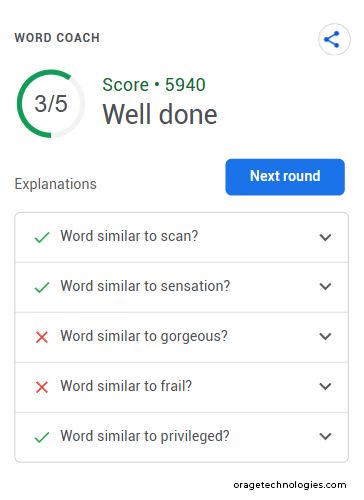 WORD COACH
3/5
Score • 5940
Well done
Explanations
Next round
Word similar to scan?
Word similar to sensation?
Word similar to gorgeous?
Word similar to frail?
Word similar to privileged?
oragetechnologies.com